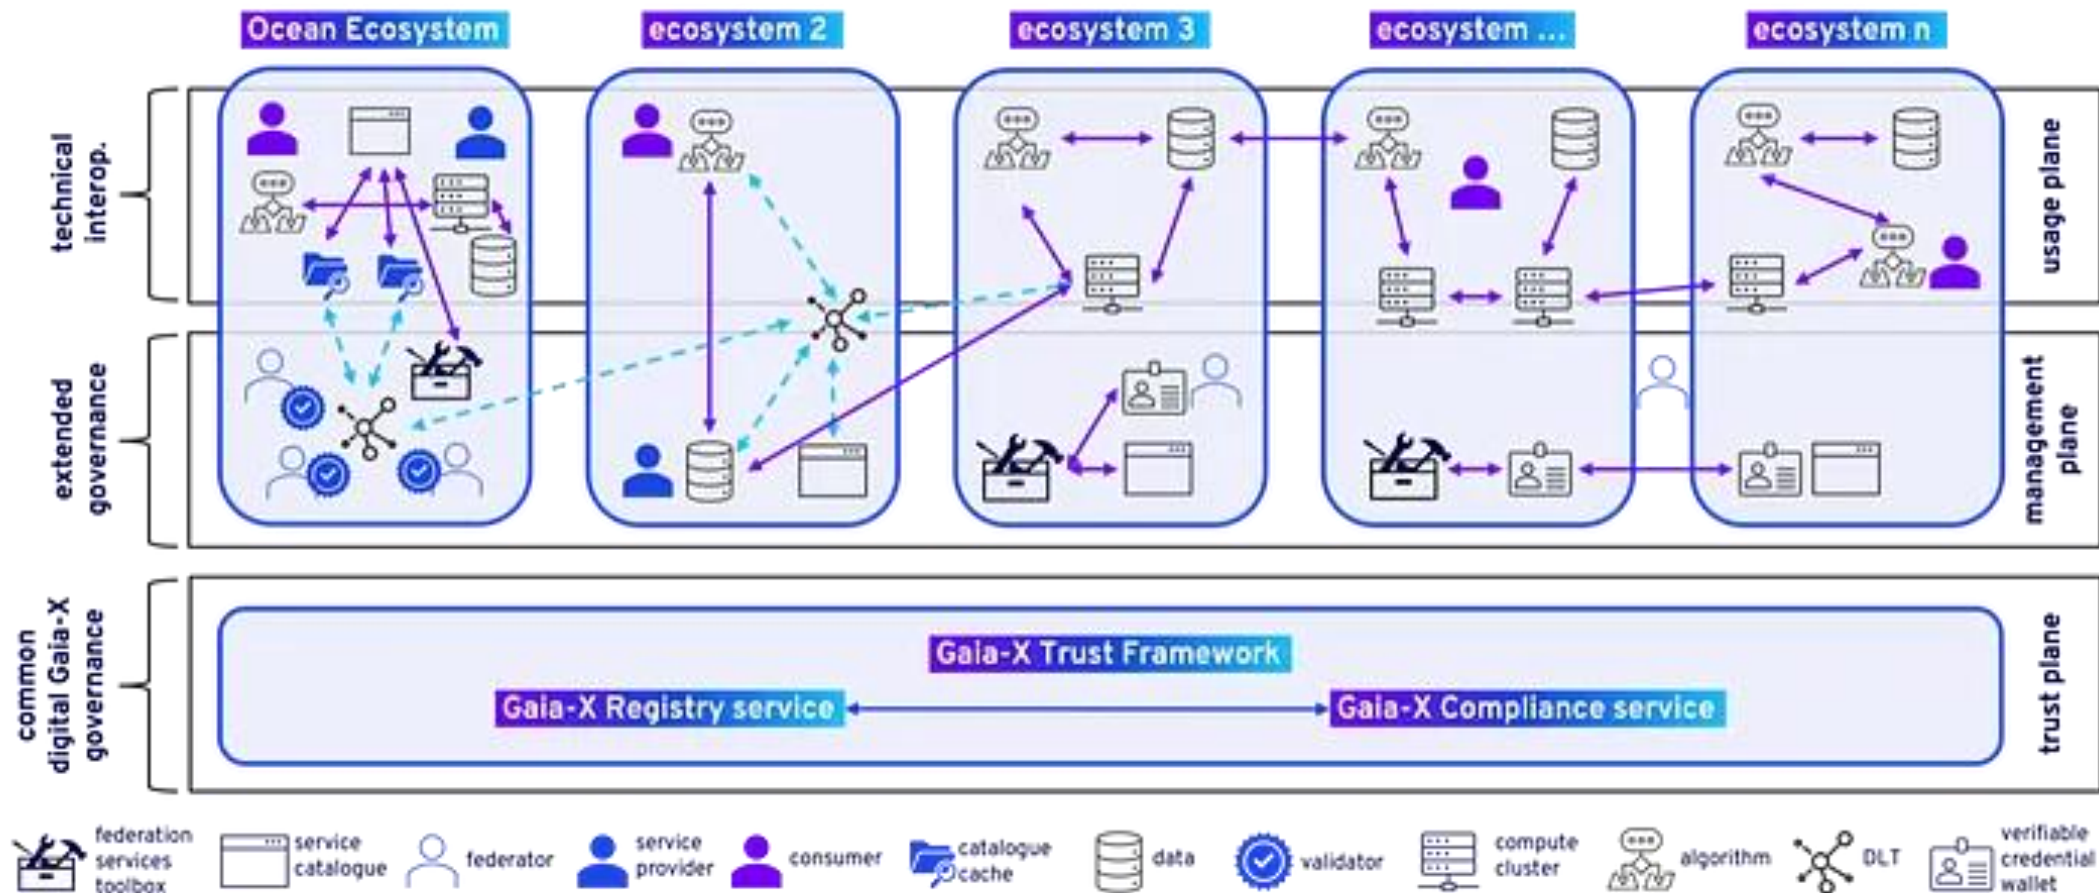 Ocean Ecosystem
ecosystem 2
ecosystem 3
ecosystem ...
ecosystem n
technical
interop.
usage plane
extended
governance
management
plane
common
digital Gaia-X
governance
Gaia-X Trust Framework
Gaia-X Registry service
Gaia-X Compliance service
trust plane
federation
services
toolbox
service
catalogue
federator
service
provider
consumer
catalogue
cache
data
validator
compute
cluster
algorithm
DLT
verifiable
credential
wallet